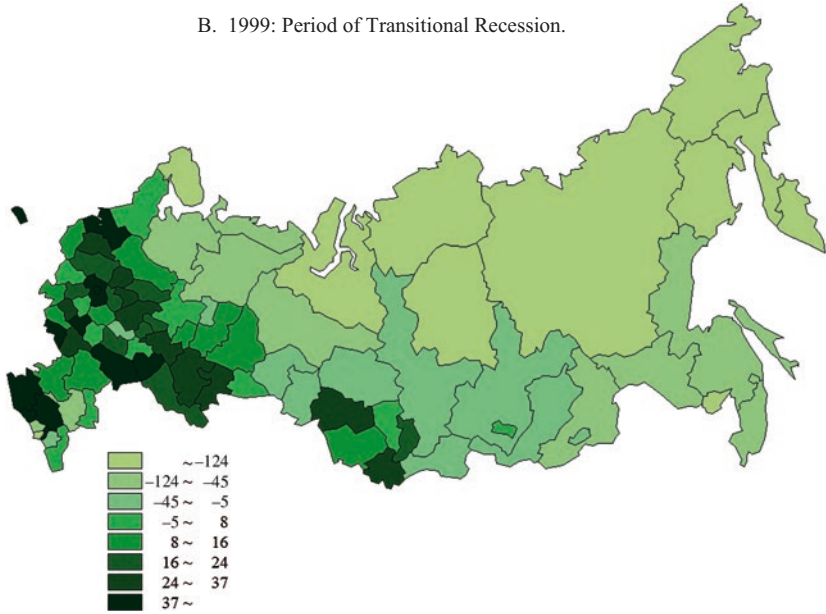 B. 1999: Period of Transitional Recession.
~–124
–124 ~ –45
–45 ~ –5
–5 ~ 8
8 ~ 16
16 ~ 24
24 ~ 37
37 ~